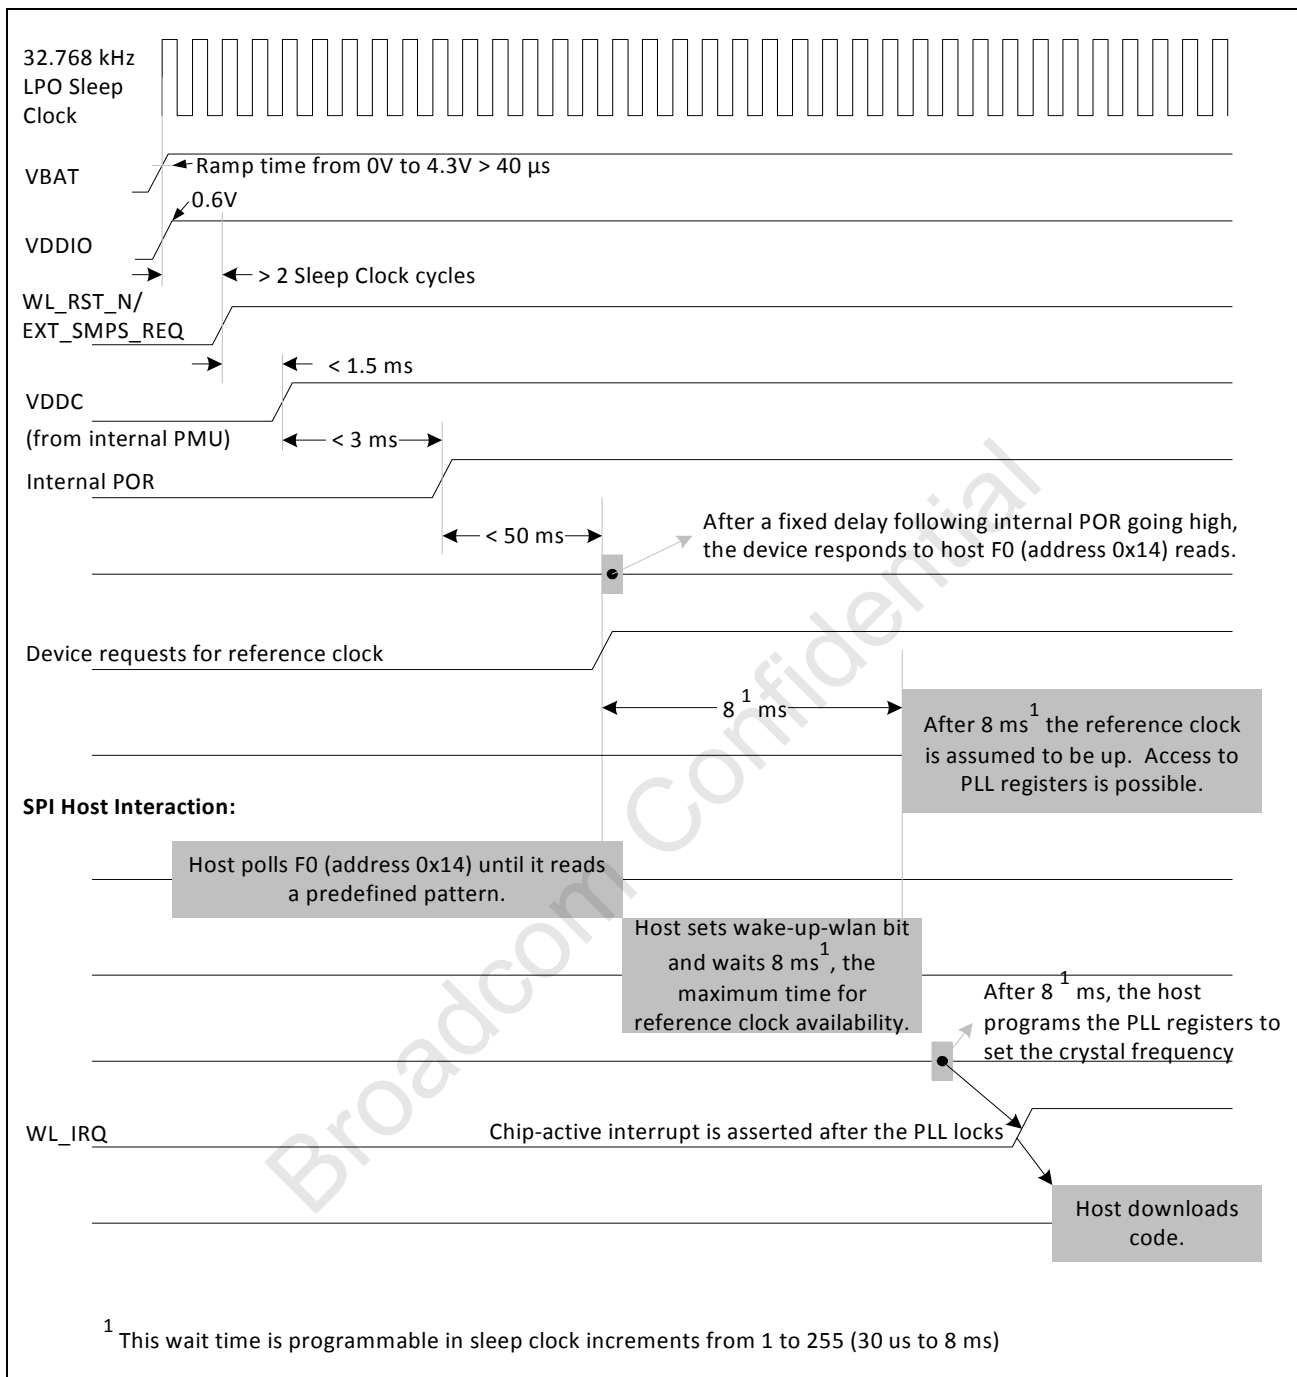 32.768 kHz
LPO Sleep
Clock
Ramp time from 0V to 4.3V > 40 µs
VBAT
0.6V
VDDIO
> 2 Sleep Clock cycles
WL_RST_N/
EXT_SMPS_REQ
< 1.5 ms
VDDC
(from internal PMU)
< 3 ms
Internal POR
< 50 ms
After a fixed delay following internal POR going high,
the device responds to host F0 (address 0x14) reads.
Device requests for reference clock
8 1 ms
After 8 ms1 the reference clock
is assumed to be up. Access to
PLL registers is possible.
SPI Host Interaction:
Host polls F0 (address 0x14) until it reads
a predefined pattern.
Host sets wake-up-wlan bit
and waits 8 ms1, the
maximum time for
reference clock availability.
After 8 1 ms, the host
programs the PLL registers to
set the crystal frequency
WL_IRQ
Chip-active interrupt is asserted after the PLL locks
Host downloads
code.
1 This wait time is programmable in sleep clock increments from 1 to 255 (30 us to 8 ms)
Broadcom Confidential